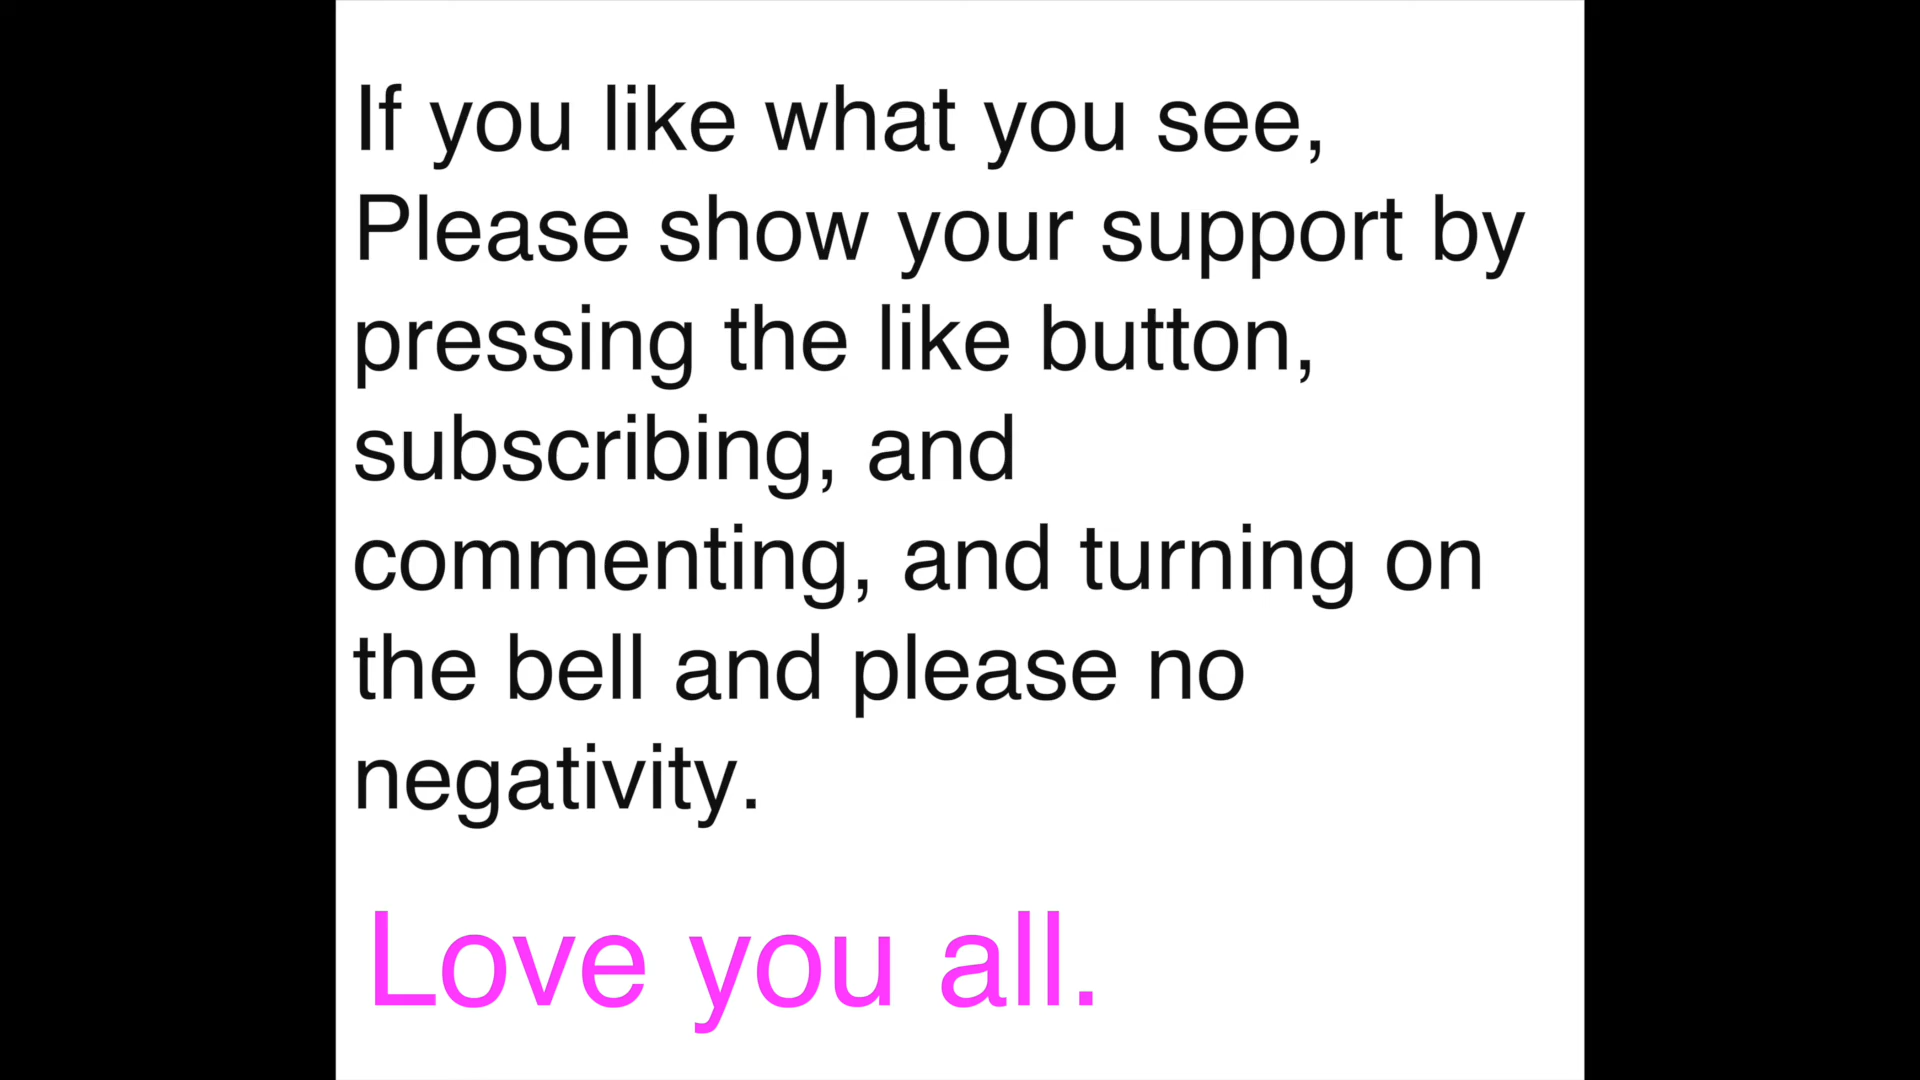 If you like what you see,
Please show your support by
pressing the like button,
subscribing, and
commenting, and turning on
the bell and please no
negativity.
Love you all.